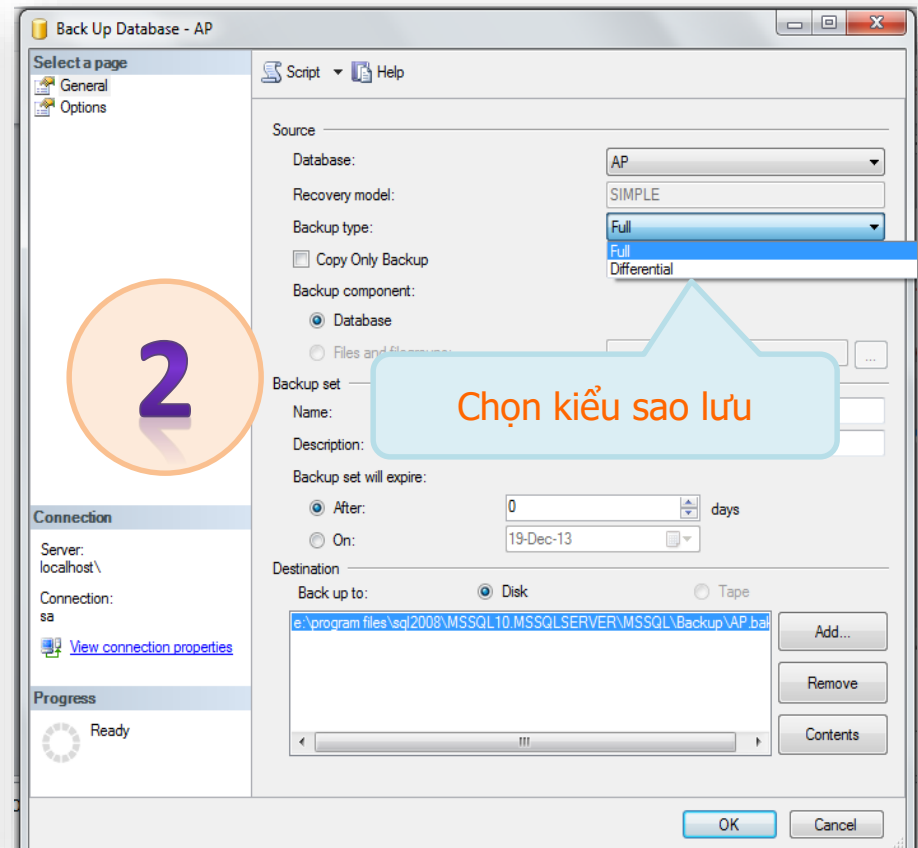 Back Up Database - AP
Select a page
General
Options
Script Help
Source
Database: AP
Recovery model: SIMPLE
Backup type: Full
Full
Differential
Copy Only Backup
Backup component:
Database
Files and filegroups: ...
2
Chọn kiểu sao lưu
Backup set
Name:
Description:
Backup set will expire:
After: 0 days
On: 19-Dec-13
Connection
Server:
localhost\
Connection:
sa
View connection properties
Destination
Back up to: Disk Tape
e:\program files\sql2008\MSSQL10.MSSQLSERVER\MSSQL\Backup\AP.bak
Add...
Remove
Contents
Progress
Ready
OK Cancel